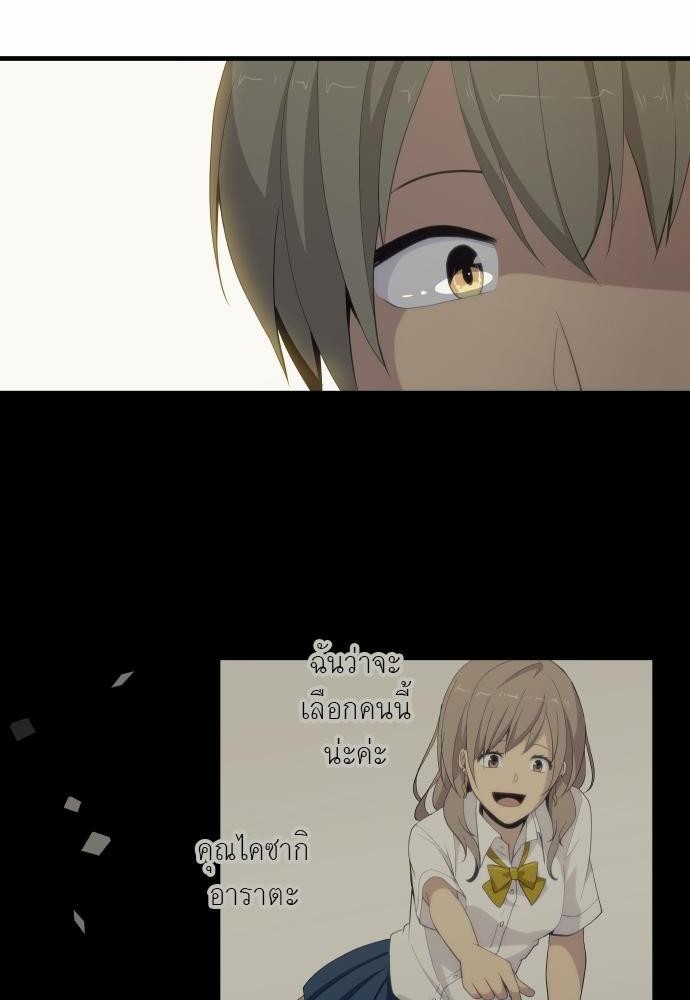 ฉันว่าจะ
เลือกคนนี้
น่ะค่ะ
คุณไคซากิ
อาราตะ